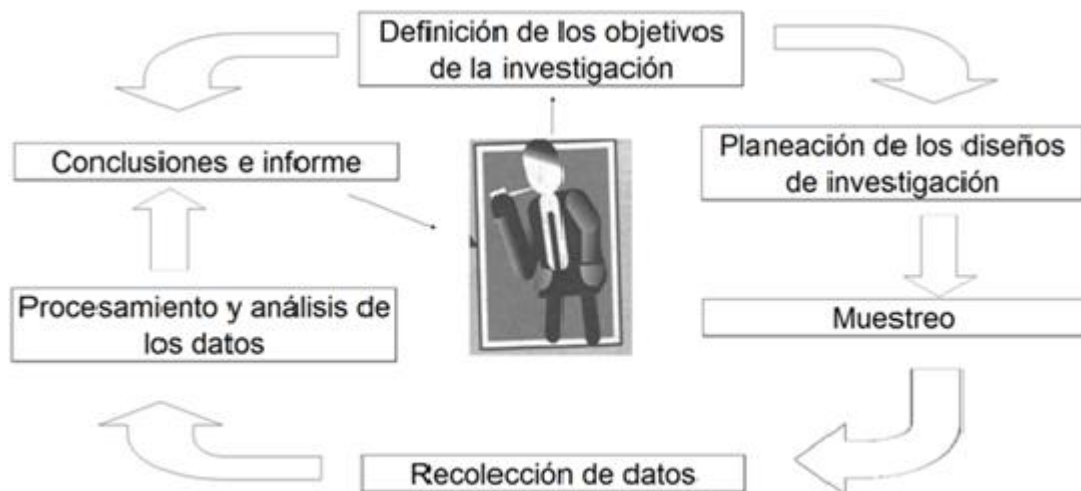 Definición de los objetivos
de la investigación
Planeación de los diseños
de investigación
Muestreo
Recolección de datos
Procesamiento y análisis de
los datos
Conclusiones e informe